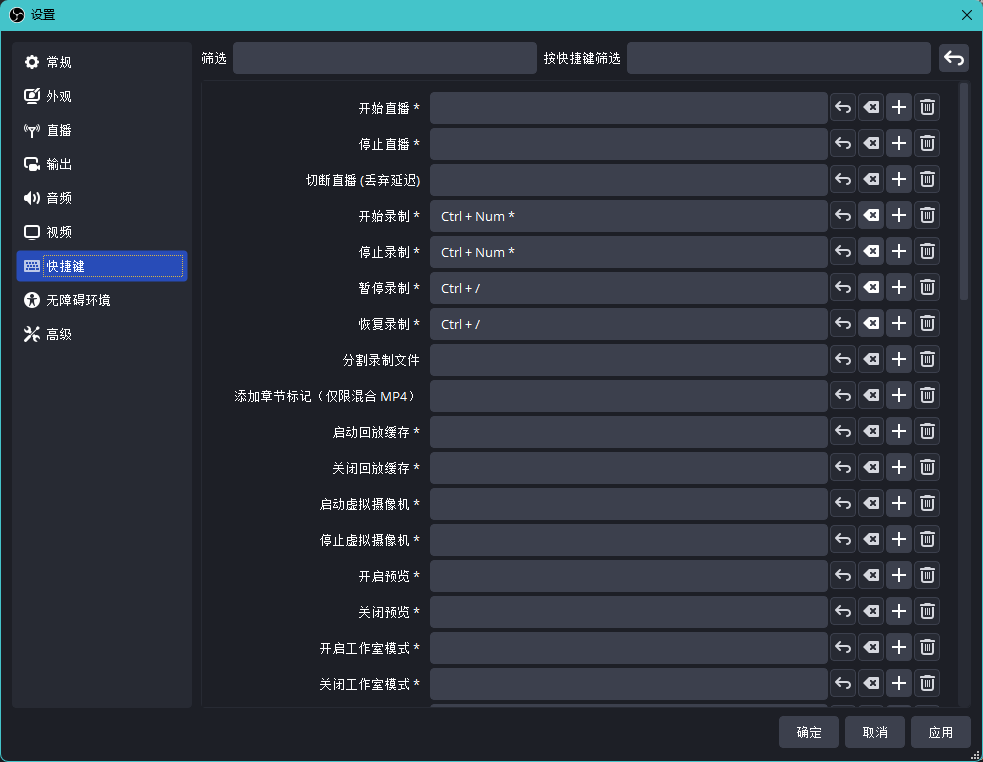 设置
常规
外观
直播
输出
音频
视频
快捷键
无障碍环境
高级
筛选
按快捷键筛选
开始直播 *
停止直播 *
切断直播 (丢弃延迟)
开始录制 * Ctrl + Num *
停止录制 * Ctrl + Num *
暂停录制 * Ctrl + /
恢复录制 * Ctrl + /
分割录制文件
添加章节标记（仅限混合 MP4）
启动回放缓存 *
关闭回放缓存 *
启动虚拟摄像机 *
停止虚拟摄像机 *
开启预览 *
关闭预览 *
开启工作室模式 *
关闭工作室模式 *
确定 取消 应用